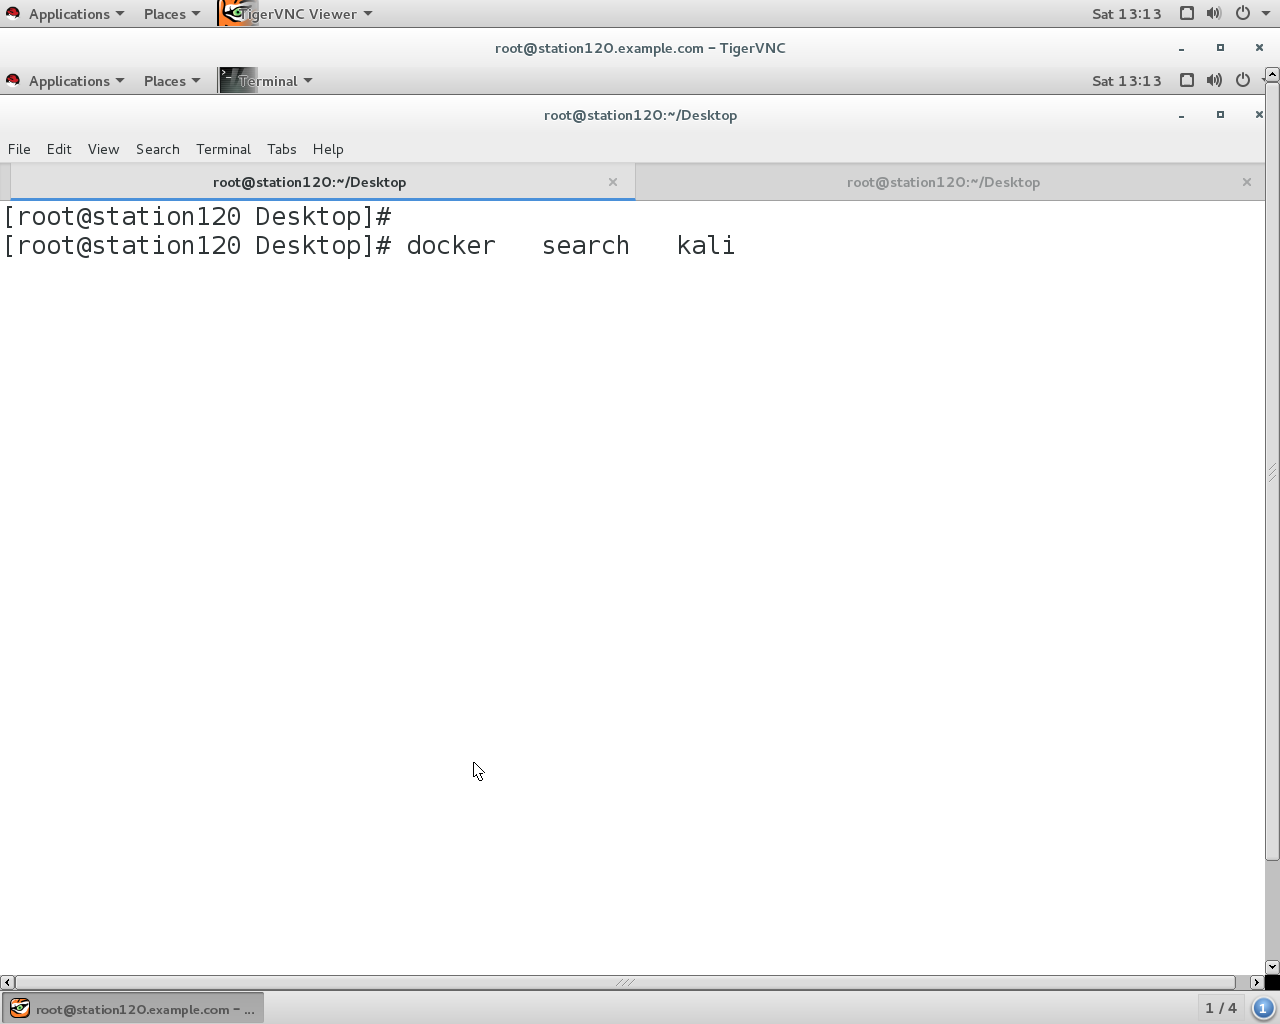 Applications Places TigerVNC Viewer Sat 13:13
root@station120.example.com - TigerVNC
Applications Places Terminal Sat 13:13
root@station120:~/Desktop
File Edit View Search Terminal Tabs Help
root@station120:~/Desktop root@station120:~/Desktop
[root@station120 Desktop]#
[root@station120 Desktop]# docker   search   kali
root@station120.example.com - ... 1 / 4 1